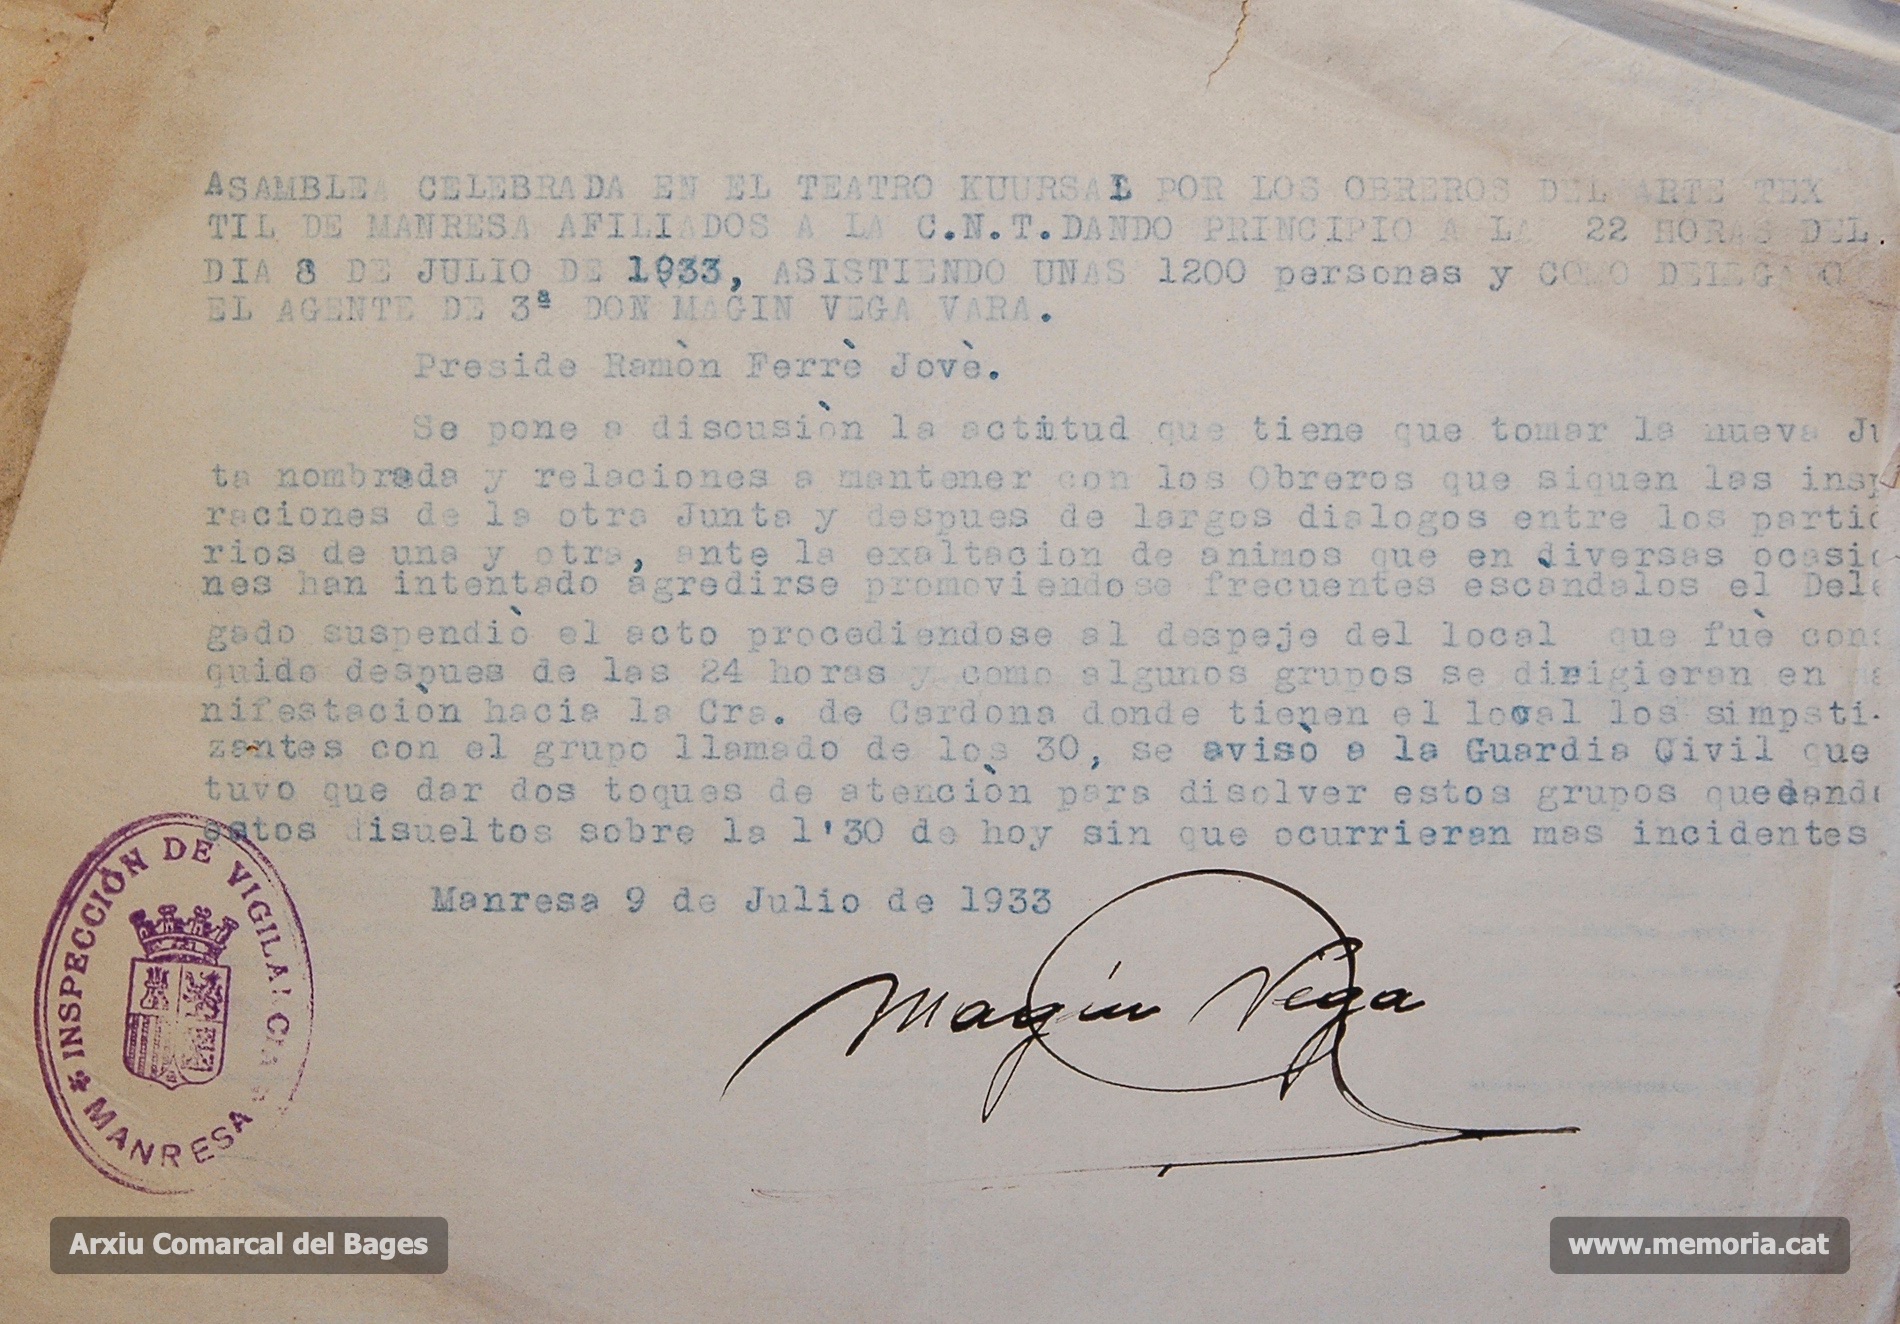 ASAMBLEA CELEBRADA EN EL TEATRO KUURSAL POR LOS OBREROS DEL ARTE TEX
TIL DE MANRESA AFILIADOS A LA C.N.T.DANDO PRINCIPIO A LA 22 HORAS DEL.
DIA 8 DE JULIO DE 1933, ASISTIENDO UNAS 1200 personas y COMO DELEGADO
EL AGENTE DE 3ª DON MAGIN VEGA VARA.
Preside Ramòn Ferrè Jovè.
Se pone a discusiòn la actitud que tiene que tomar la nueva Ju
ta nombrada y relaciones a mantener con los Obreros que siquen las insp
raciones de la otra Junta y despues de largos dialogos entre los partid
rios de una y otra, ante la exaltacion de animos que en diversas ocasio
nes han intentado agredirse promoviendose frecuentes escandalos el Dele
gado suspendiò el acto procediendose al despeje del local que fuè cons
quido despues de las 24 horas y como algunos grupos se dirigieran en ma
nifestaciòn hacia la Cra. de Cardona donde tienen el local los simpati-
zantes con el grupo llamado de los 30, se avisò a la Guardia Civil que
tuvo que dar dos toques de atenciòn para disolver estos grupos quedando
estos disueltos sobre la 1'30 de hoy sin que ocurrieran mas incidentes
Manresa 9 de Julio de 1933
Magin Vega
INSPECCIÓN DE VIGILANCIA
MANRESA
Arxiu Comarcal del Bages
www.memoria.cat